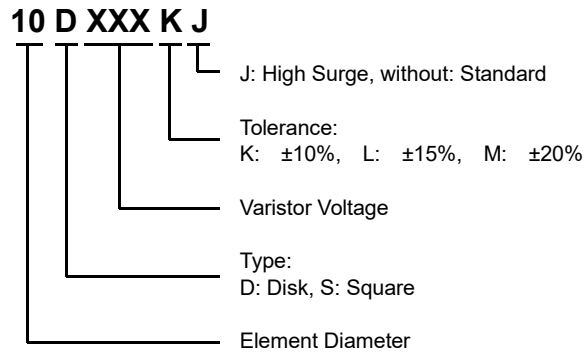 10 D XXX K J
J: High Surge, without: Standard
Tolerance:
K: ±10%, L: ±15%, M: ±20%
Varistor Voltage
Type:
D: Disk, S: Square
Element Diameter